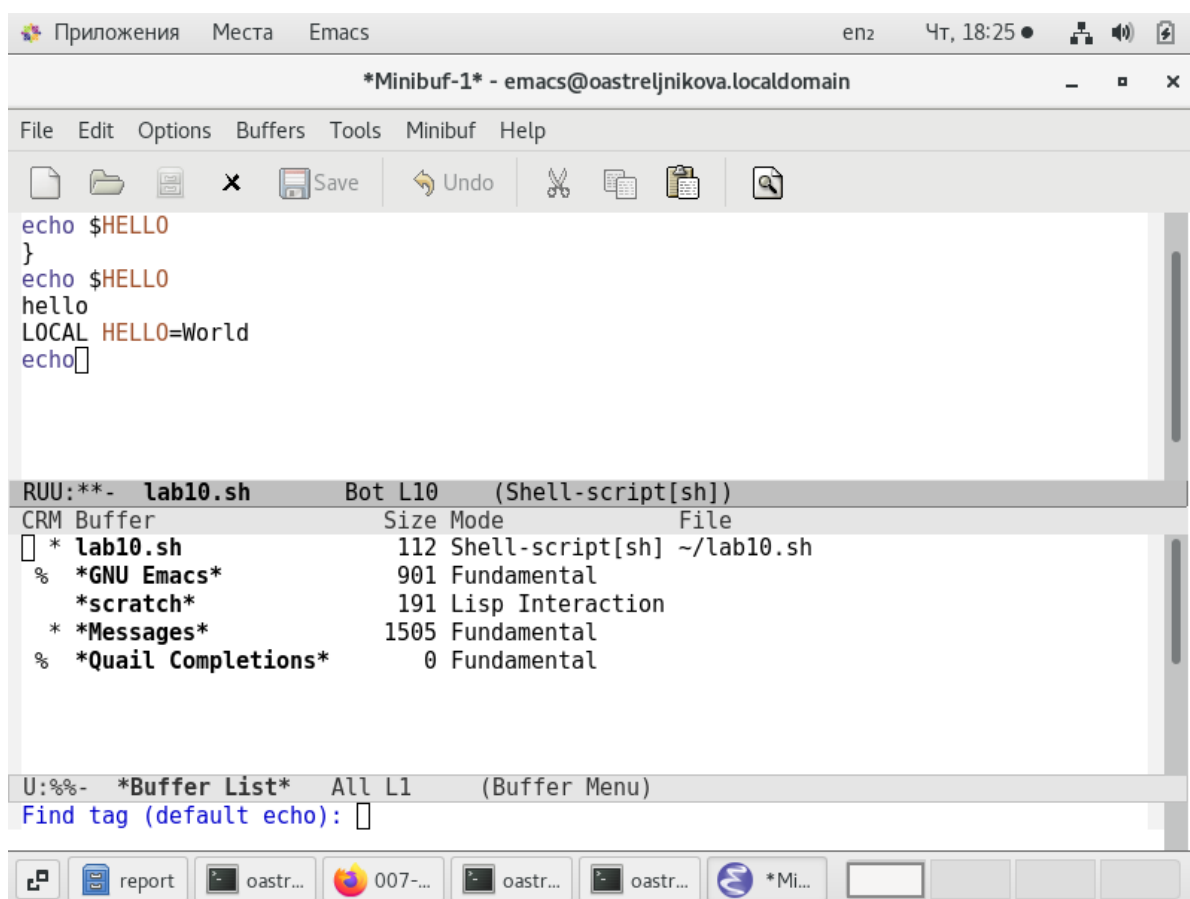 Приложения Места Emacs en₂ Чт, 18:25
*Minibuf-1* - emacs@oastreljnikova.localdomain
File Edit Options Buffers Tools Minibuf Help
Save Undo
echo $HELLO
}
echo $HELLO
hello
LOCAL HELLO=World
echo
RUU:**- lab10.sh Bot L10 (Shell-script[sh])
CRM Buffer Size Mode File
* lab10.sh 112 Shell-script[sh] ~/lab10.sh
% *GNU Emacs* 901 Fundamental
*scratch* 191 Lisp Interaction
* *Messages* 1505 Fundamental
% *Quail Completions* 0 Fundamental
U:%%- *Buffer List* All L1 (Buffer Menu)
Find tag (default echo):
report oastr... 007-... oastr... oastr... *Mi...